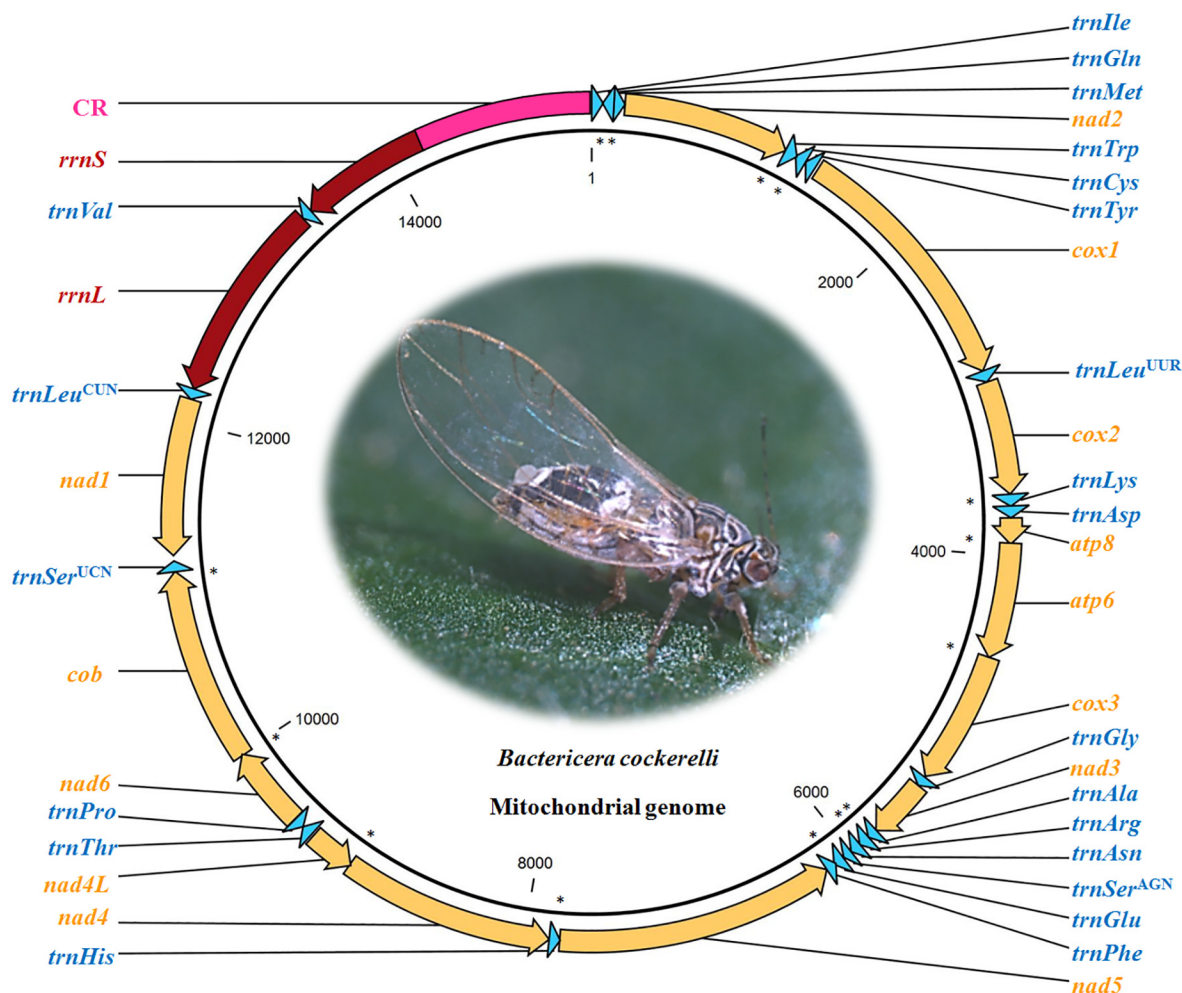 trnIle
trnGln
trnMet
nad2
trnTrp
trnCys
trnTyr
cox1
trnLeuᵁᵁᴿ
cox2
trnLys
trnAsp
atp8
atp6
cox3
trnGly
nad3
trnAla
trnArg
trnAsn
trnSerAGN
trnGlu
trnPhe
nad5
CR
rrnS
trnVal
rrnL
trnLeuCUN
nad1
trnSerUCN
cob
nad6
trnPro
trnThr
nad4L
nad4
trnHis
**
1
* *
2000
*
*
4000
*
**
6000
*
*
8000
*
*
10000
*
12000
14000
Bactericera cockerelli
Mitochondrial genome